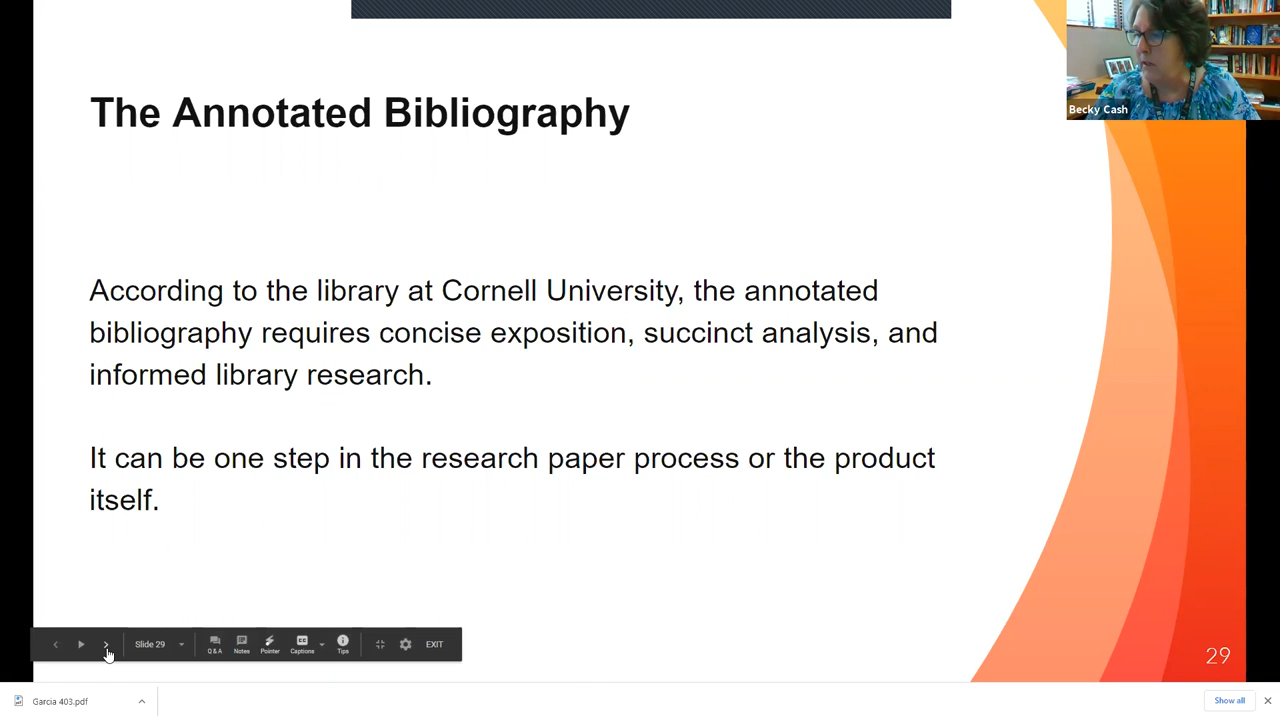 The Annotated Bibliography
Becky Cash
According to the library at Cornell University, the annotated
bibliography requires concise exposition, succinct analysis, and
informed library research.
It can be one step in the research paper process or the product
itself.
29
Slide 29
Q & A
Notes
Pointer
CC
Captions
Tips
EXIT
Garcia 403.pdf
Show all